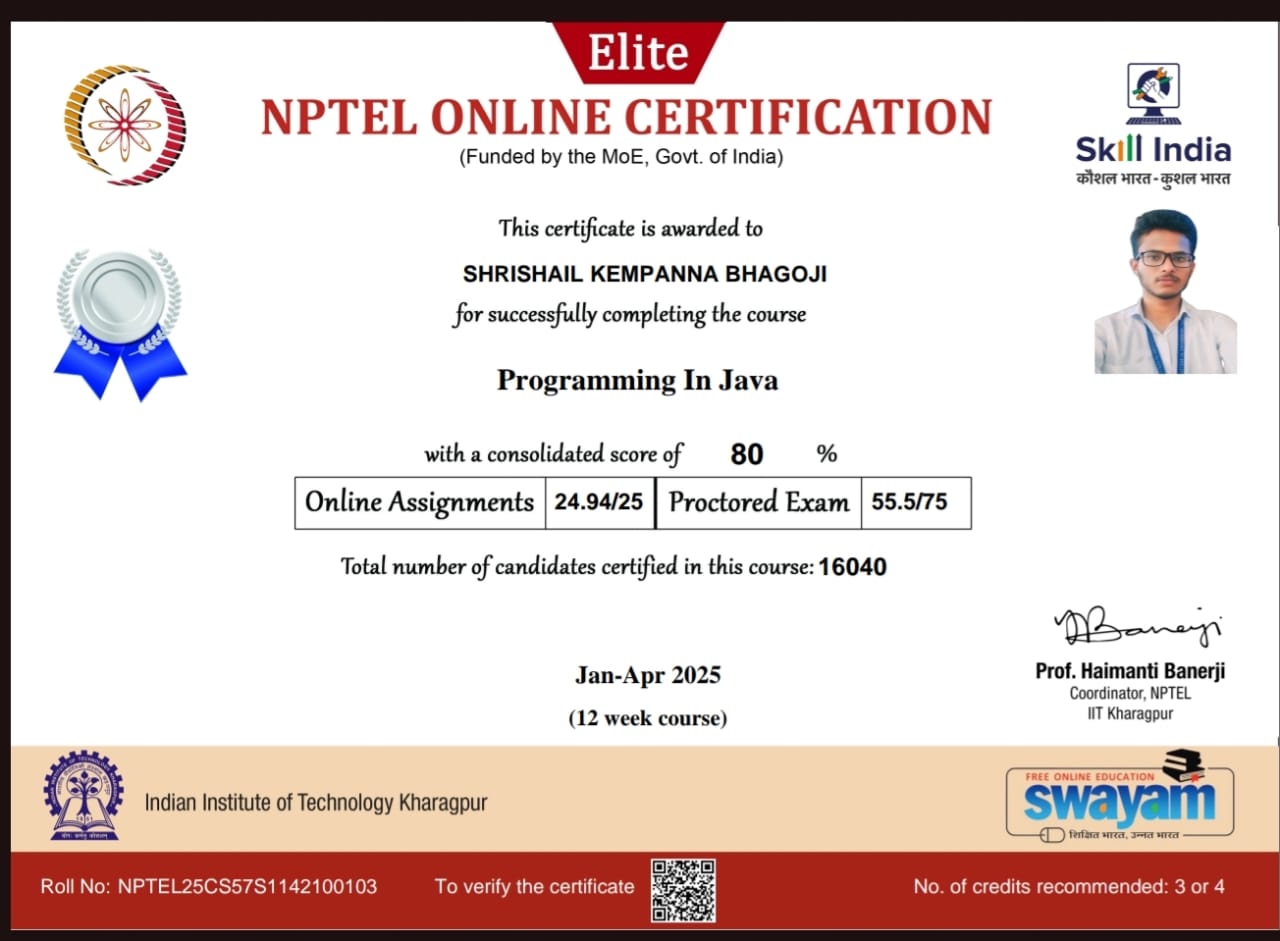 Elite
NPTEL ONLINE CERTIFICATION
(Funded by the MoE, Govt. of India)
Skill India
कौशल भारत - कुशल भारत
This certificate is awarded to
SHRISHAIL KEMPANNA BHAGOJI
for successfully completing the course
Programming In Java
with a consolidated score of 80 %
Online Assignments 24.94/25 Proctored Exam 55.5/75
Total number of candidates certified in this course: 16040
Jan-Apr 2025
(12 week course)
Prof. Haimanti Banerji
Coordinator, NPTEL
IIT Kharagpur
Indian Institute of Technology Kharagpur
FREE ONLINE EDUCATION
swayam
शिक्षित भारत, उन्नत भारत
Roll No: NPTEL25CS57S1142100103 To verify the certificate No. of credits recommended: 3 or 4